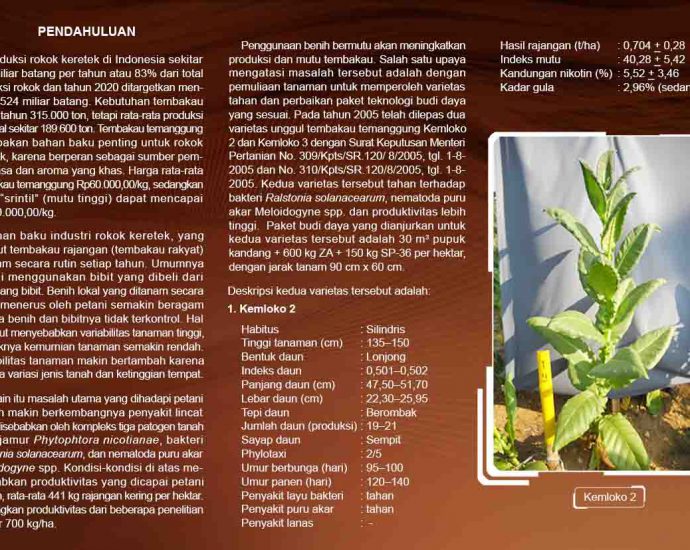 PENDAHULUAN
duksi rokok keretek di Indonesia sekitar
iliar batang per tahun atau 83% dari total
si rokok dan tahun 2020 ditargetkan men-
524 miliar batang. Kebutuhan tembakau
tahun 315.000 ton, tetapi rata-rata produksi
al sekitar 189.600 ton. Tembakau temanggung
pakan bahan baku penting untuk rokok
k, karena berperan sebagai sumber pem-
asa dan aroma yang khas. Harga rata-rata
kau temanggung Rp60.000,00/kg, sedangkan
"srintil" (mutu tinggi) dapat mencapai
0.000,00/kg.
an baku industri rokok keretek, yang
ut tembakau rajangan (tembakau rakyat)
am secara rutin setiap tahun. Umumnya
i menggunakan bibit yang dibeli dari
ang bibit. Benih lokal yang ditanam secara
menerus oleh petani semakin beragam
a benih dan bibitnya tidak terkontrol. Hal
ut menyebabkan variabilitas tanaman tinggi,
knya kemurnian tanaman semakin rendah.
bilitas tanaman makin bertambah karena
a variasi jenis tanah dan ketinggian tempat.
ain itu masalah utama yang dihadapi petani
h makin berkembangnya penyakit lincat
disebabkan oleh kompleks tiga patogen tanah
jamur Phytophtora nicotianae, bakteri
nia solanacearum, dan nematoda puru akar
idogyne spp. Kondisi-kondisi di atas me-
abkan produktivitas yang dicapai petani
h, rata-rata 441 kg rajangan kering per hektar.
ngkan produktivitas dari beberapa penelitian
r 700 kg/ha.
Penggunaan benih bermutu akan meningkatkan
produksi dan mutu tembakau. Salah satu upaya
mengatasi masalah tersebut adalah dengan
pemuliaan tanaman untuk memperoleh varietas
tahan dan perbaikan paket teknologi budi daya
yang sesuai. Pada tahun 2005 telah dilepas dua
varietas unggul tembakau temanggung Kemloko
2 dan Kemloko 3 dengan Surat Keputusan Menteri
Pertanian No. 309/Kpts/SR.120/ 8/2005, tgl. 1-8-
2005 dan No. 310/Kpts/SR.120/8/2005, tgl. 1-8-
2005. Kedua varietas tersebut tahan terhadap
bakteri Ralstonia solanacearum, nematoda puru
akar Meloidogyne spp. dan produktivitas lebih
tinggi. Paket budi daya yang dianjurkan untuk
kedua varietas tersebut adalah 30 m³ pupuk
kandang + 600 kg ZA + 150 kg SP-36 per hektar,
dengan jarak tanam 90 cm x 60 cm.
Deskripsi kedua varietas tersebut adalah:
1. Kemloko 2
Habitus : Silindris
Tinggi tanaman (cm) : 135–150
Bentuk daun : Lonjong
Indeks daun : 0,501–0,502
Panjang daun (cm) : 47,50–51,70
Lebar daun (cm) : 22,30–25,95
Tepi daun : Berombak
Jumlah daun (produksi) : 19–21
Sayap daun : Sempit
Phylotaxi : 2/5
Umur berbunga (hari) : 95–100
Umur panen (hari) : 120–140
Penyakit layu bakteri : tahan
Penyakit puru akar : tahan
Penyakit lanas : -
Hasil rajangan (t/ha) : 0,704 ± 0,28
Indeks mutu : 40,28 ± 5,42
Kandungan nikotin (%) : 5,52 ± 3,46
Kadar gula : 2,96% (sedan
Kemloko 2